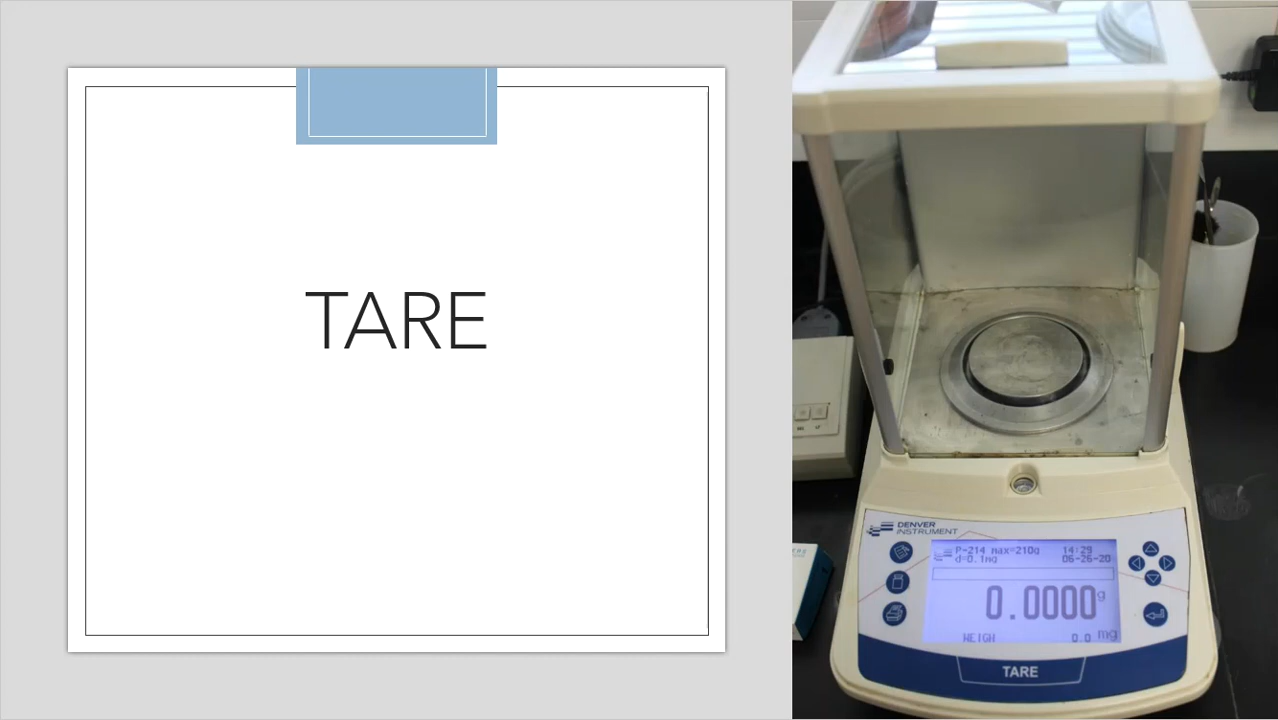 TARE
DENVER
INSTRUMENT
P-214 max=210g 14:29
d=0.1mg 06-26-20
0.0000 g
WEIGH 0.0 mg
TARE